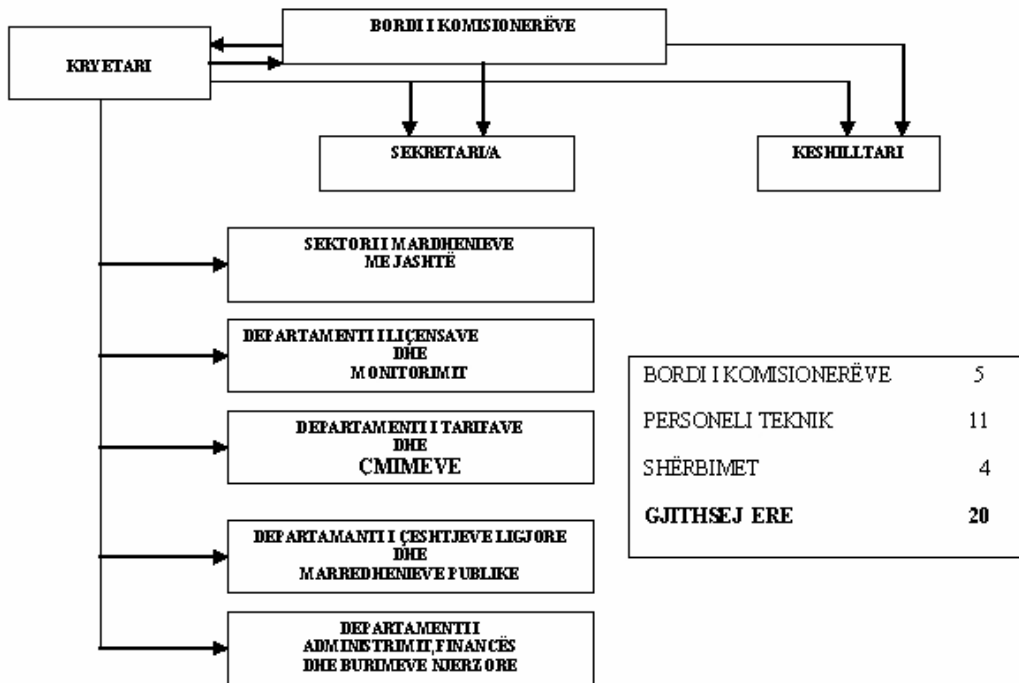 BORDI I KOMISIONERËVE
KRYETARI
SEKRETARI/A
KESHILLTARI
SEKTORI I MARDHENIEVE
ME JASHTË
DEPARTAMENTI I LIÇENSAVE
DHE
MONITORIMIT
DEPARTAMENTI I TARIFAVE
DHE
ÇMIMEVE
DEPARTAMANTI I ÇESHTJEVE LIGJORE
DHE
MARREDHENIEVE PUBLIKE
DEPARTAMENTI I
ADMINISTRIMIT,FINANCËS
DHE BURIMEVE NJERZORE
BORDI I KOMISIONERËVE 5
PERSONELI TEKNIK 11
SHËRBIMET 4
GJITHSEJ ERE 20